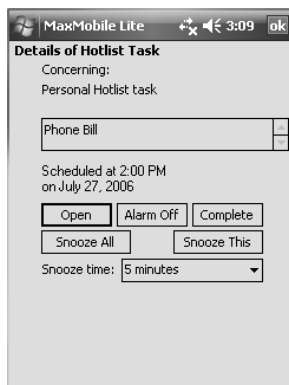 MaxMobile Lite 3:09 ok
Details of Hotlist Task
Concerning:
Personal Hotlist task
Phone Bill
Scheduled at 2:00 PM
on July 27, 2006
Open Alarm Off Complete
Snooze All Snooze This
Snooze time: 5 minutes